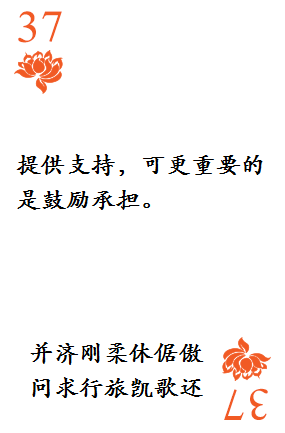 37
提供支持，可更重要的
是鼓励承担。
并济刚柔休倨傲
问求行旅凯歌还
37